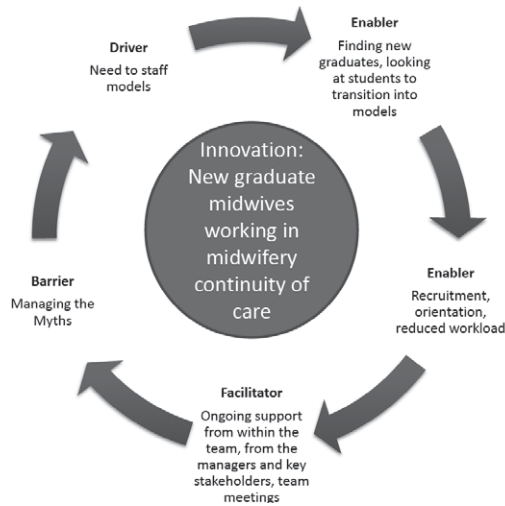 Driver
Need to staff
models
Enabler
Finding new
graduates, looking
at students to
transition into
models
Enabler
Recruitment,
orientation,
reduced workload
Facilitator
Ongoing support
from within the
team, from the
managers and key
stakeholders, team
meetings
Barrier
Managing the
Myths
Innovation:
New graduate
midwives
working in
midwifery
continuity of
care